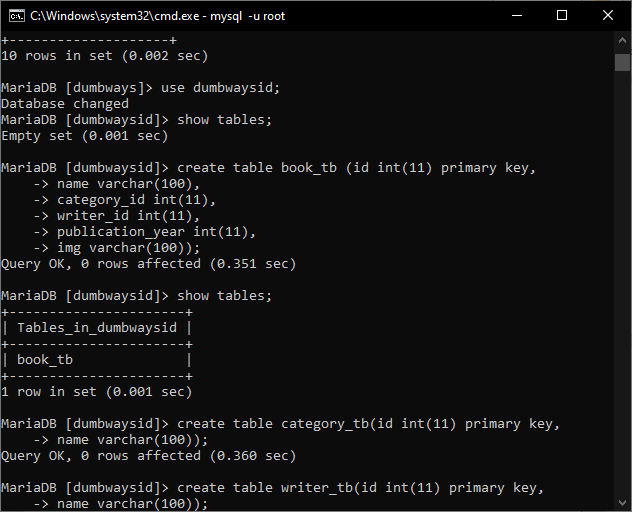 C:\Windows\system32\cmd.exe - mysql  -u root
+--------------------+
10 rows in set (0.002 sec)
MariaDB [dumbways]> use dumbwaysid;
Database changed
MariaDB [dumbwaysid]> show tables;
Empty set (0.001 sec)
MariaDB [dumbwaysid]> create table book_tb (id int(11) primary key,
    -> name varchar(100),
    -> category_id int(11),
    -> writer_id int(11),
    -> publication_year int(11),
    -> img varchar(100));
Query OK, 0 rows affected (0.351 sec)
MariaDB [dumbwaysid]> show tables;
+----------------------+
| Tables_in_dumbwaysid |
+----------------------+
| book_tb              |
+----------------------+
1 row in set (0.001 sec)
MariaDB [dumbwaysid]> create table category_tb(id int(11) primary key,
    -> name varchar(100));
Query OK, 0 rows affected (0.360 sec)
MariaDB [dumbwaysid]> create table writer_tb(id int(11) primary key,
    -> name varchar(100));